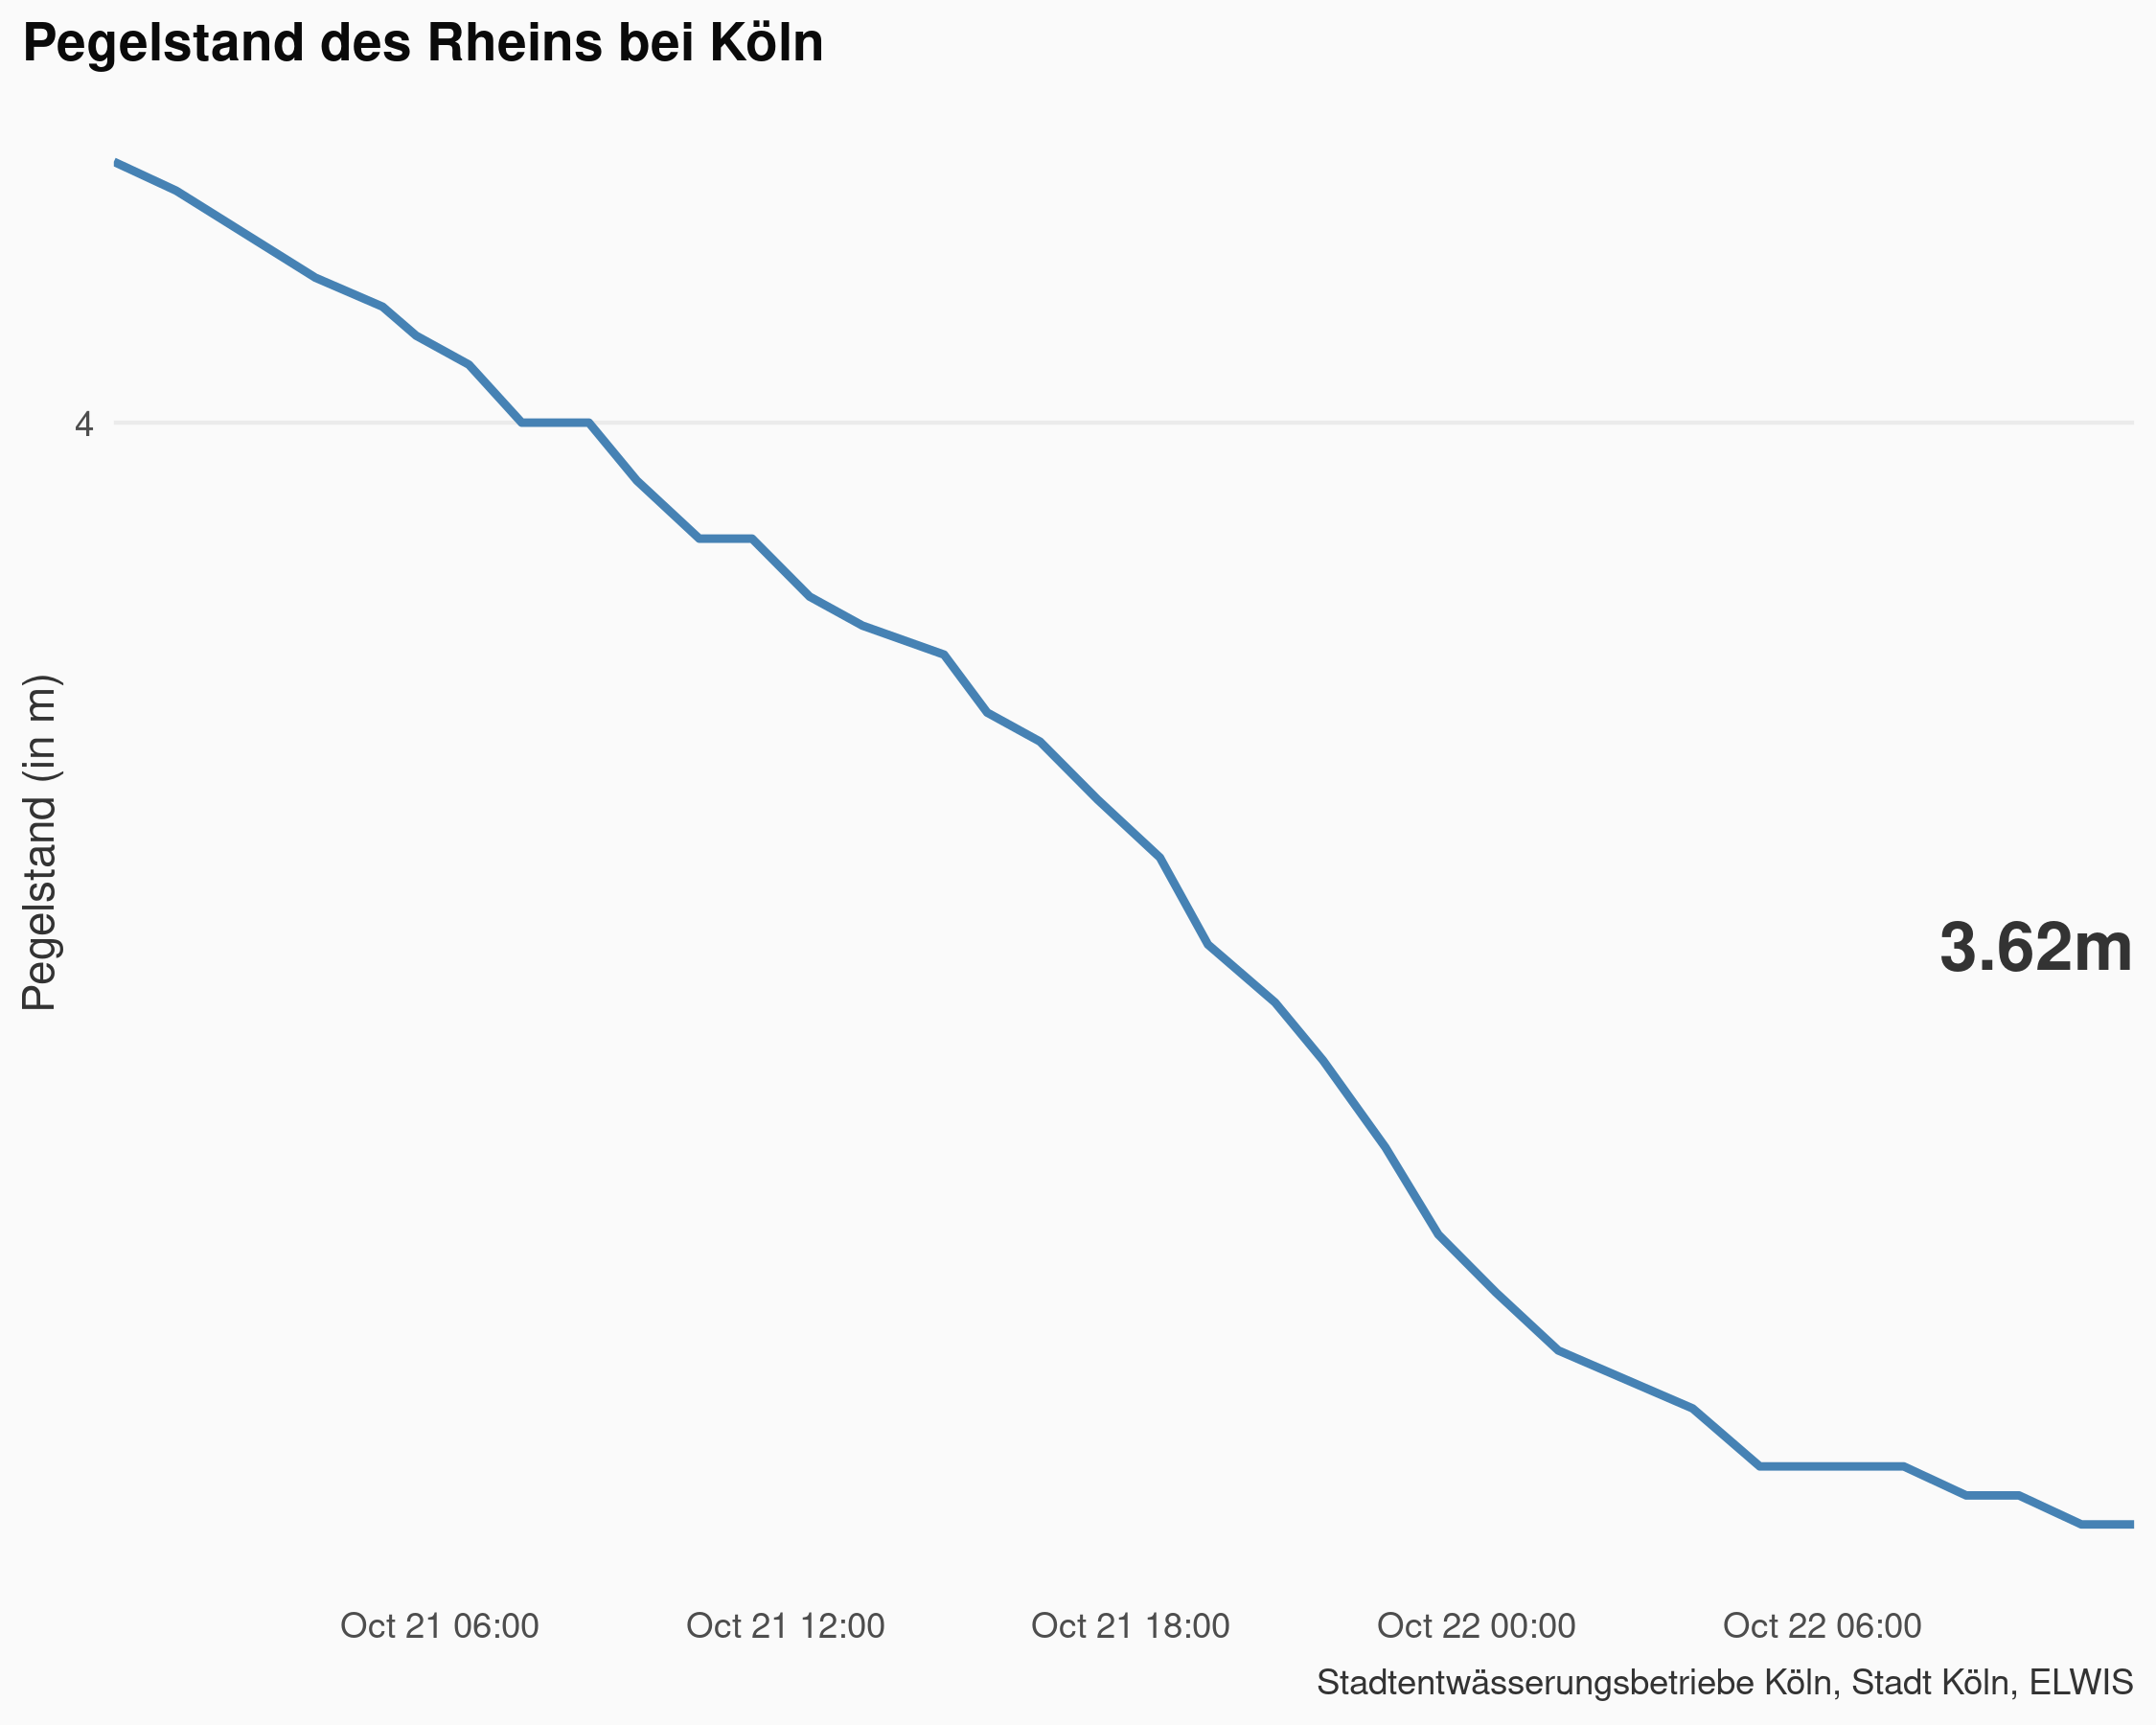 Pegelstand des Rheins bei Köln
4
Pegelstand (in m)
3.62m
Oct 21 06:00 Oct 21 12:00 Oct 21 18:00 Oct 22 00:00 Oct 22 06:00
Stadtentwässerungsbetriebe Köln, Stadt Köln, ELWIS